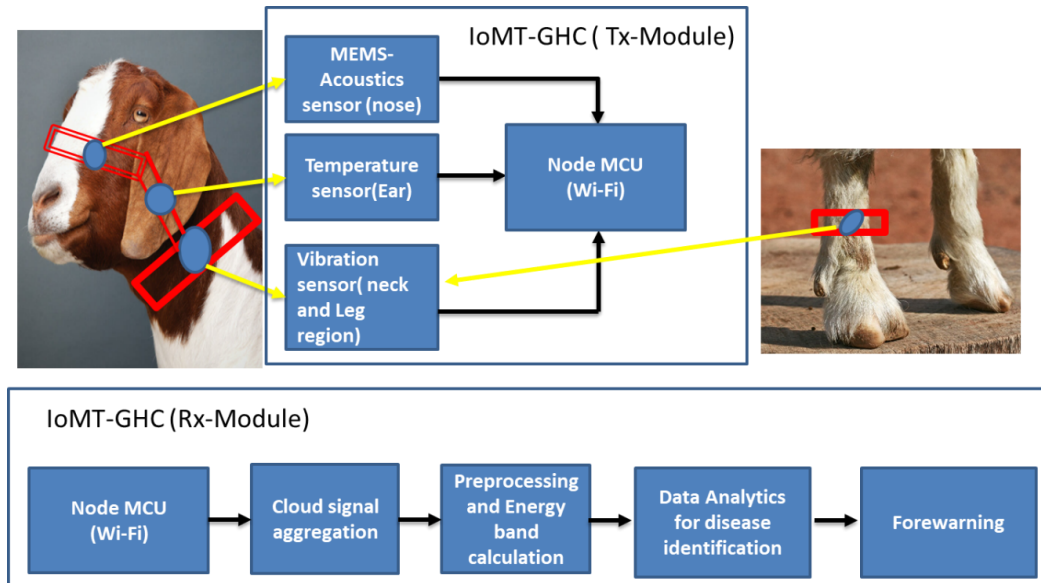 IoMT-GHC ( Tx-Module)
MEMS-
Acoustics
sensor (nose)
Temperature
sensor(Ear)
Vibration
sensor( neck
and Leg
region)
Node MCU
(Wi-Fi)
IoMT-GHC (Rx-Module)
Node MCU
(Wi-Fi)
Cloud signal
aggregation
Preprocessing
and Energy
band
calculation
Data Analytics
for disease
identification
Forewarning